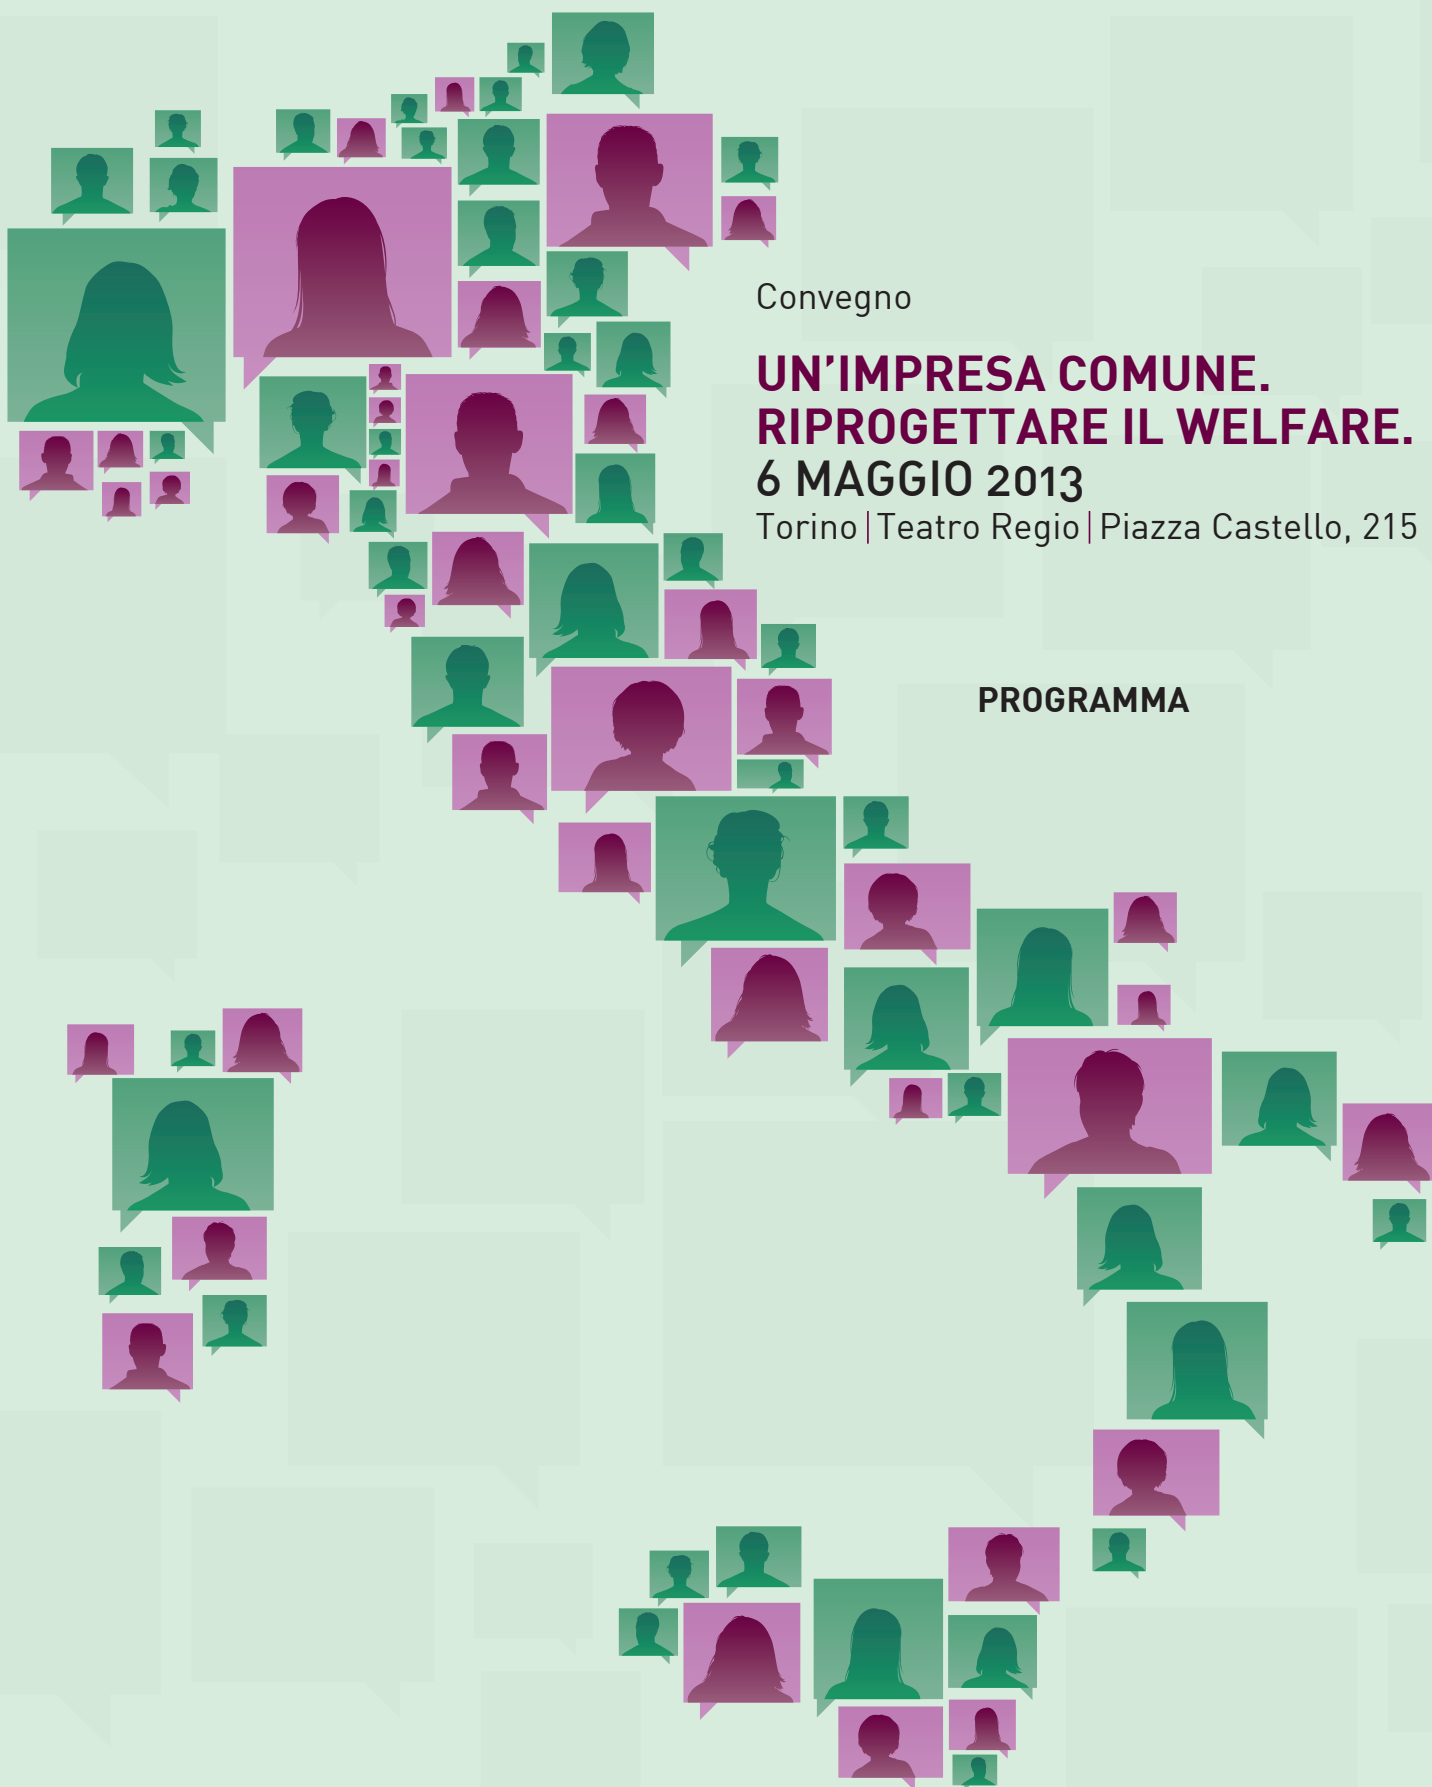 Convegno
UN’IMPRESA COMUNE.
RIPROGETTARE IL WELFARE.
6 MAGGIO 2013
Torino|Teatro Regio|Piazza Castello, 215
PROGRAMMA